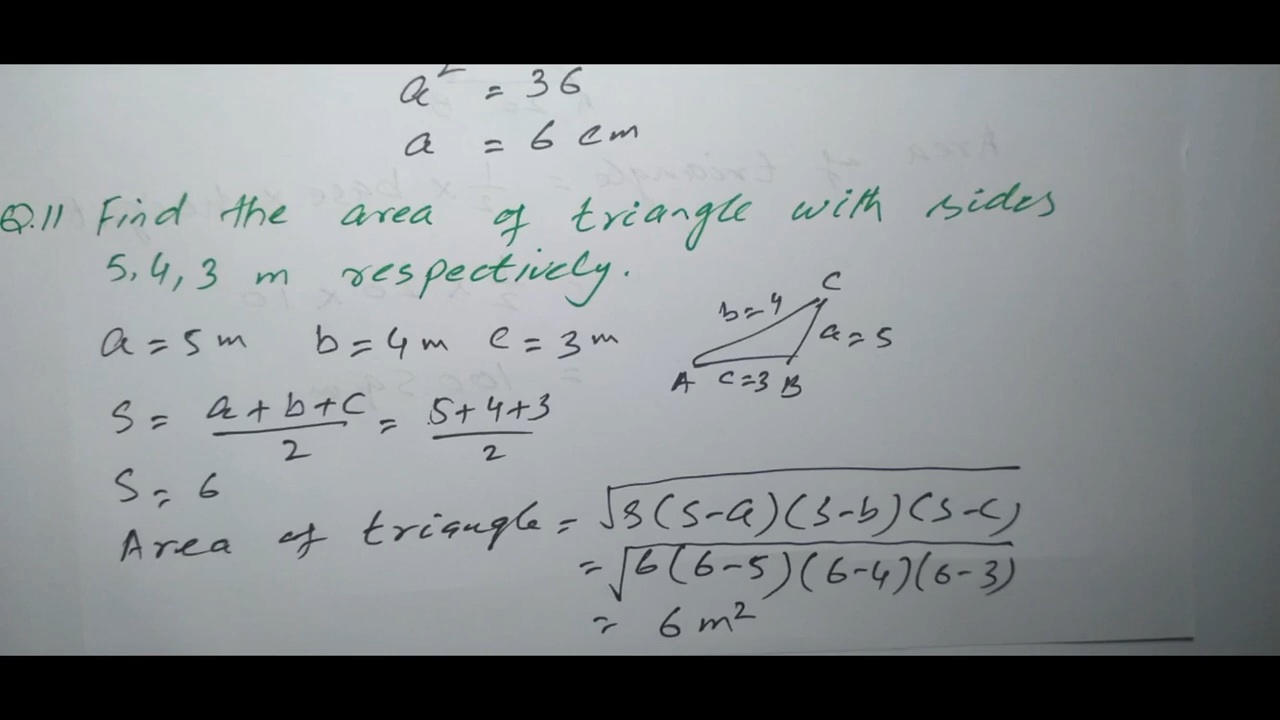 a² = 36
a = 6 cm
Q.11 Find the area of triangle with sides
5, 4, 3 m respectively.
a = 5 m b = 4 m c = 3 m
b = 4 C
a = 5
A c = 3 B
S = a + b + c / 2 = 5 + 4 + 3 / 2
S = 6
Area of triangle = √S(S-a)(S-b)(S-c)
= √6(6-5)(6-4)(6-3)
= 6 m²